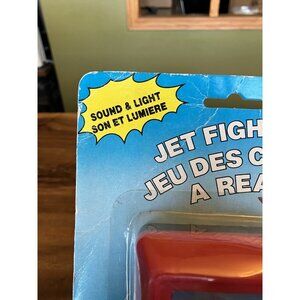 SOUND & LIGHT
SON ET LUMIERE
JET FIGH
JEU DES C
A REA